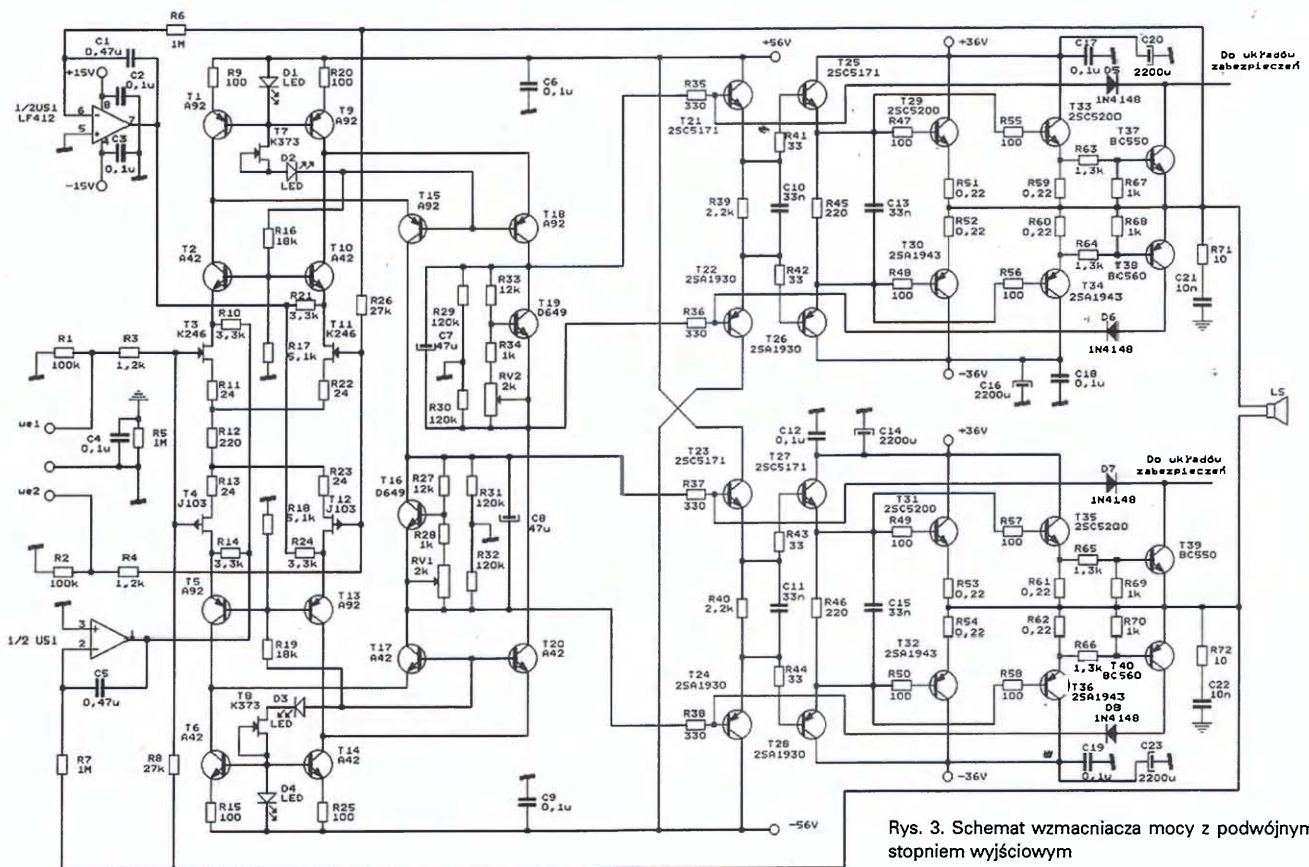 R6
1M
C1
0,47u
+15V
C2
0,1u
1/2US1
LF412
8
6
5
7
4
C3
0,1u
-15V
R9
100
D1
LED
R20
100
T1
A92
T9
A92
T7
K373
D2
LED
C6
0,1u
T15
A92
T18
A92
R16
18k
T2
A42
T10
A42
R21
3,3k
R10
3,3k
T3
K246
T11
K246
R26
27k
R17
5,1k
R1
100k
R3
1,2k
R11
24
R22
24
we1
R12
220
C4
0,1u
R5
1M
R13
24
R23
24
T4
J103
T12
J103
R18
5,1k
we2
R14
3,3k
R24
3,3k
R2
100k
R4
1,2k
T5
A92
T13
A92
1/2 US1
3
2
1
C5
0,47u
R19
18k
T8
K373
D3
LED
T6
A42
T14
A42
R7
1M
R8
27k
D4
LED
R15
100
R25
100
C9
0,1u
R33
12k
R29
120k
C7
47u
T19
D649
R34
1k
RV2
2k
R30
120k
T16
D649
R27
12k
R31
120k
R28
1k
C8
47u
RV1
2k
R32
120k
T17
A42
T20
A42
+56V
-56V
R35
330
T21
2SC5171
T25
2SC5171
R41
33
R39
2,2k
C10
33n
R45
220
T22
2SA1930
R42
33
R36
330
T26
2SA1930
+36V
T29
2SC5200
R47
100
R55
100
T33
2SC5200
C17
0,1u
C20
2200u
D5
1N4148
Do układów
zabezpieczeń
R63
1,3k
T37
BC550
R51
0,22
R59
0,22
R67
1k
C13
33n
R52
0,22
R60
0,22
R68
1k
R64
1,3k
T38
BC560
T30
2SA1943
R48
100
R56
100
T34
2SA1943
D6
1N4148
R71
10
C21
10n
-36V
C16
2200u
C18
0,1u
LS
C12
0,1u
C14
2200u
+36V
T23
2SC5171
T27
2SC5171
R37
330
T31
2SC5200
R49
100
R57
100
T35
2SC5200
D7
1N4148
Do układów
zabezpieczeń
R43
33
R65
1,3k
T39
BC550
R40
2,2k
C11
33n
R46
220
C15
33n
R53
0,22
R61
0,22
R69
1k
R54
0,22
R62
0,22
R70
1k
R66
1,3k
T40
BC560
R72
10
C22
10n
T24
2SA1930
R44
33
T32
2SA1943
R50
100
R58
100
T36
2SA1943
D8
1N4148
R38
330
T28
2SA1930
-36V
C19
0,1u
C23
2200u
Rys. 3. Schemat wzmacniacza mocy z podwójnym
stopniem wyjściowym